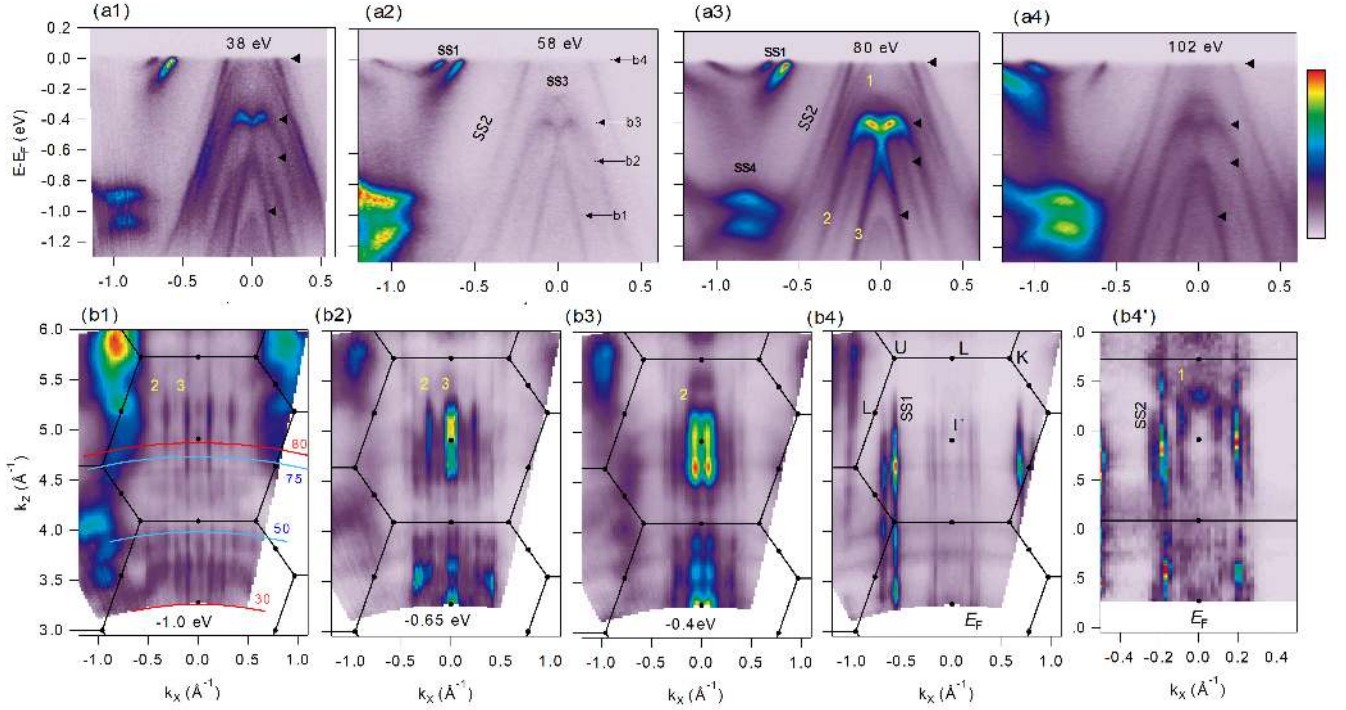 (a1)
(a2)
(a3)
(a4)
0.2
0.0
-0.2
-0.4
-0.6
-0.8
-1.0
-1.2
E-EF (eV)
38 eV
58 eV
80 eV
102 eV
SS1
SS3
SS2
b4
b3
b2
b1
SS1
1
SS2
SS4
2
3
-1.0 -0.5 0.0 0.5
-1.0 -0.5 0.0 0.5
-1.0 -0.5 0.0 0.5
-1.0 -0.5 0.0 0.5
(b1)
(b2)
(b3)
(b4)
(b4')
6.0
5.5
5.0
4.5
4.0
3.5
3.0
kz (Å⁻¹)
2 3
80
75
50
30
-1.0 eV
2 3
-0.65 eV
2
-0.4eV
U
L
K
L
SS1
Γ
EF
.0
.5
.0
.5
.0
.5
.0
SS2
1
EF
-1.0 -0.5 0.0 0.5 1.0
-1.0 -0.5 0.0 0.5 1.0
-1.0 -0.5 0.0 0.5 1.0
-1.0 -0.5 0.0 0.5 1.0
-0.4 -0.2 0.0 0.2 0.4
kX (Å⁻¹)
kX (Å⁻¹)
kX (Å⁻¹)
kX (Å⁻¹)
kX (Å⁻¹)